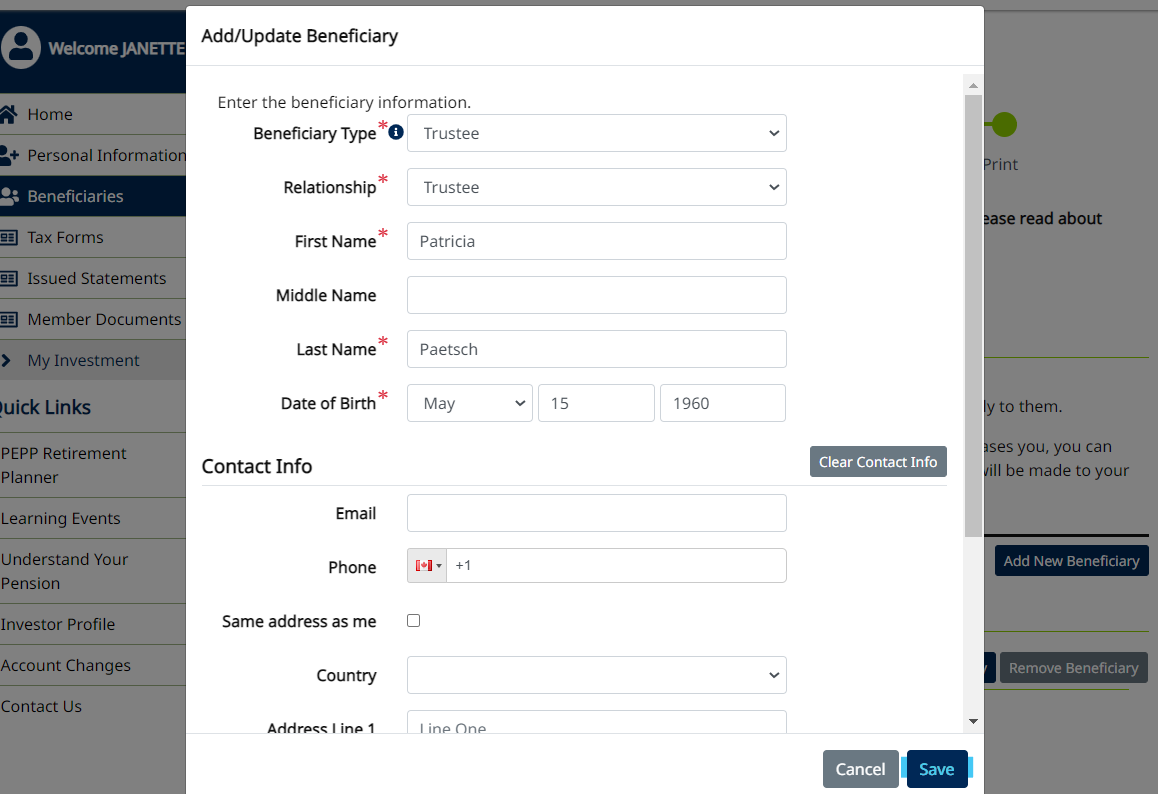 Add/Update Beneficiary
Welcome JANETTE
Home
Personal Information
Beneficiaries
Tax Forms
Issued Statements
Member Documents
My Investment
Quick Links
PEPP Retirement
Planner
Learning Events
Understand Your
Pension
Investor Profile
Account Changes
Contact Us
Enter the beneficiary information.
Beneficiary Type* Trustee
Relationship* Trustee
First Name* Patricia
Middle Name
Last Name* Paetsch
Date of Birth* May 15 1960
Contact Info Clear Contact Info
Email
Phone +1
Same address as me
Country
Address Line 1 Line One
Cancel Save
Print
ease read about
ly to them.
ases you, you can
will be made to your
Add New Beneficiary
y Remove Beneficiary